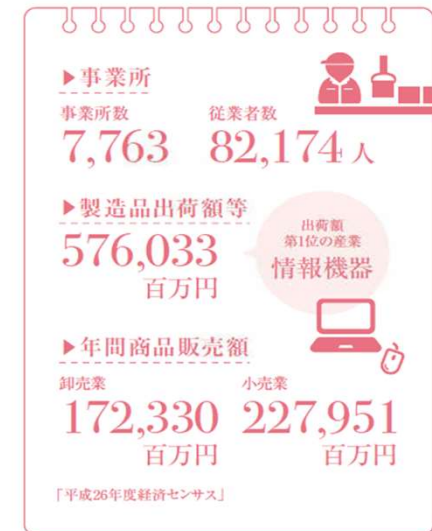 ▶事業所
事業所数 従業者数
7,763 82,174人
▶製造品出荷額等
576,033
百万円
出荷額
第1位の産業
情報機器
▶年間商品販売額
卸売業 小売業
172,330 227,951
百万円 百万円
「平成26年度経済センサス」